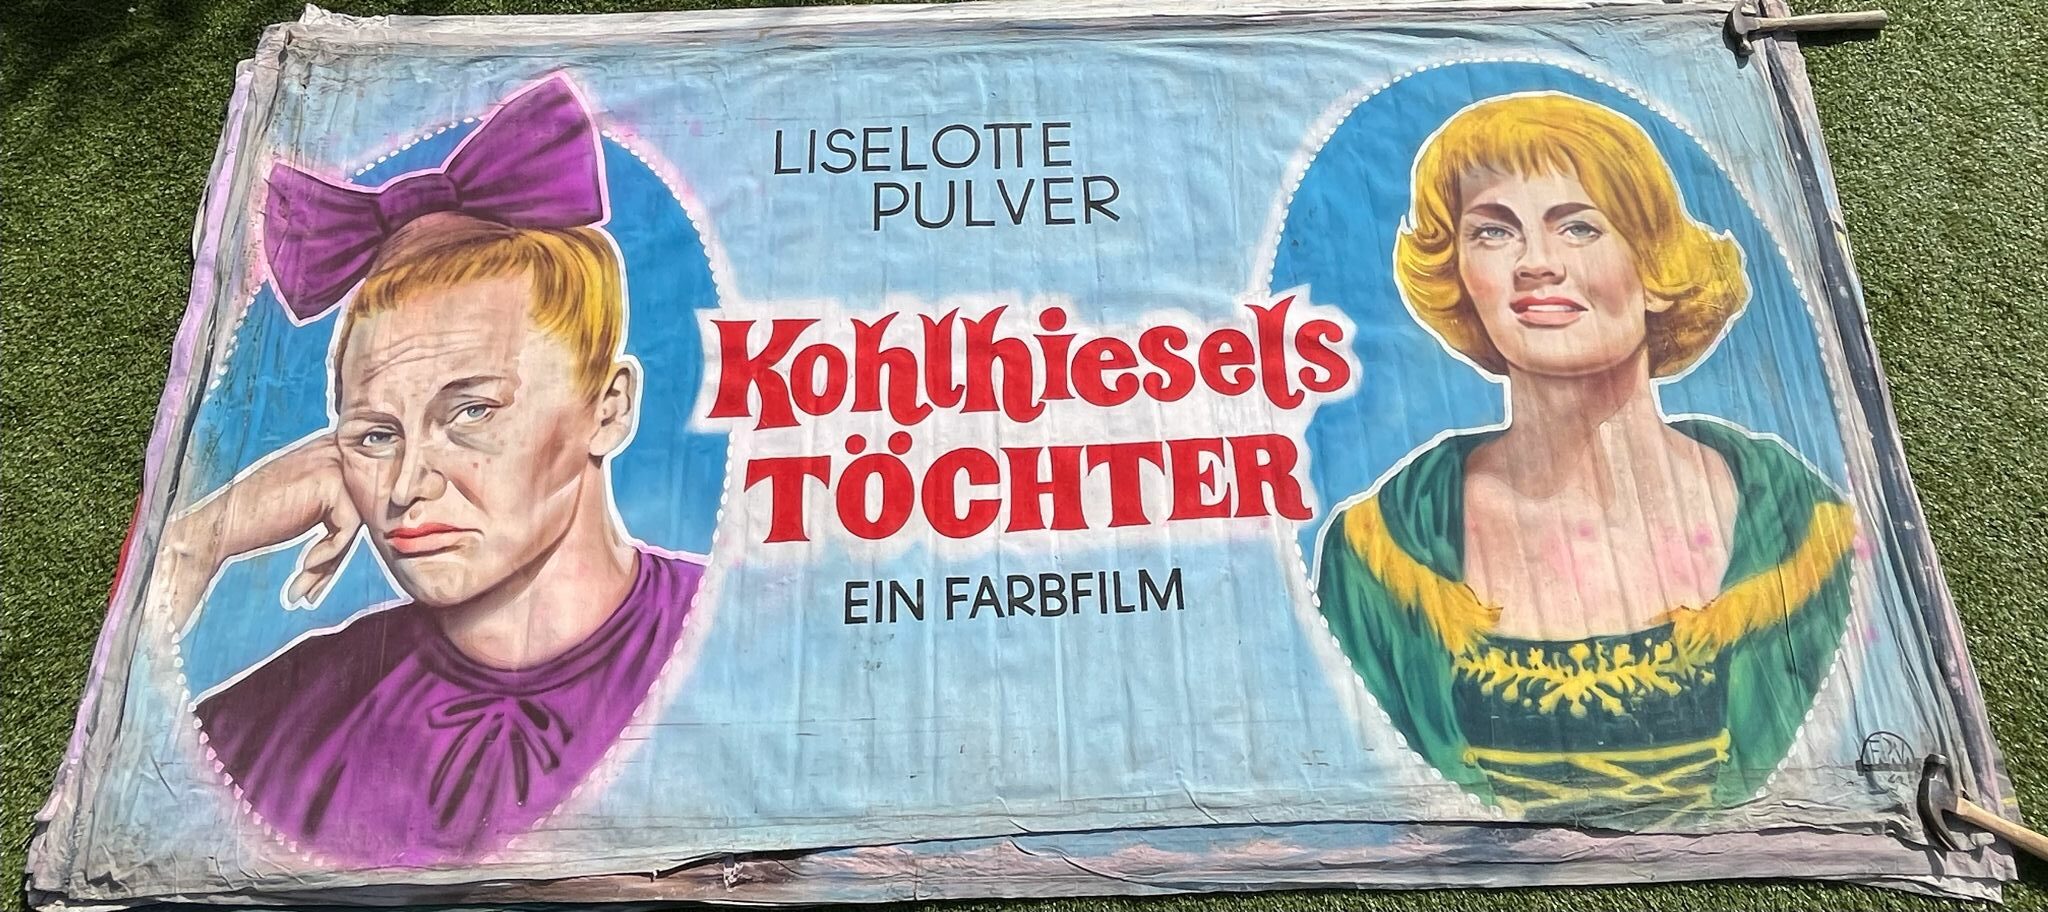 LISELOTTE
PULVER
Kohlhiesels
TÖCHTER
EIN FARBFILM